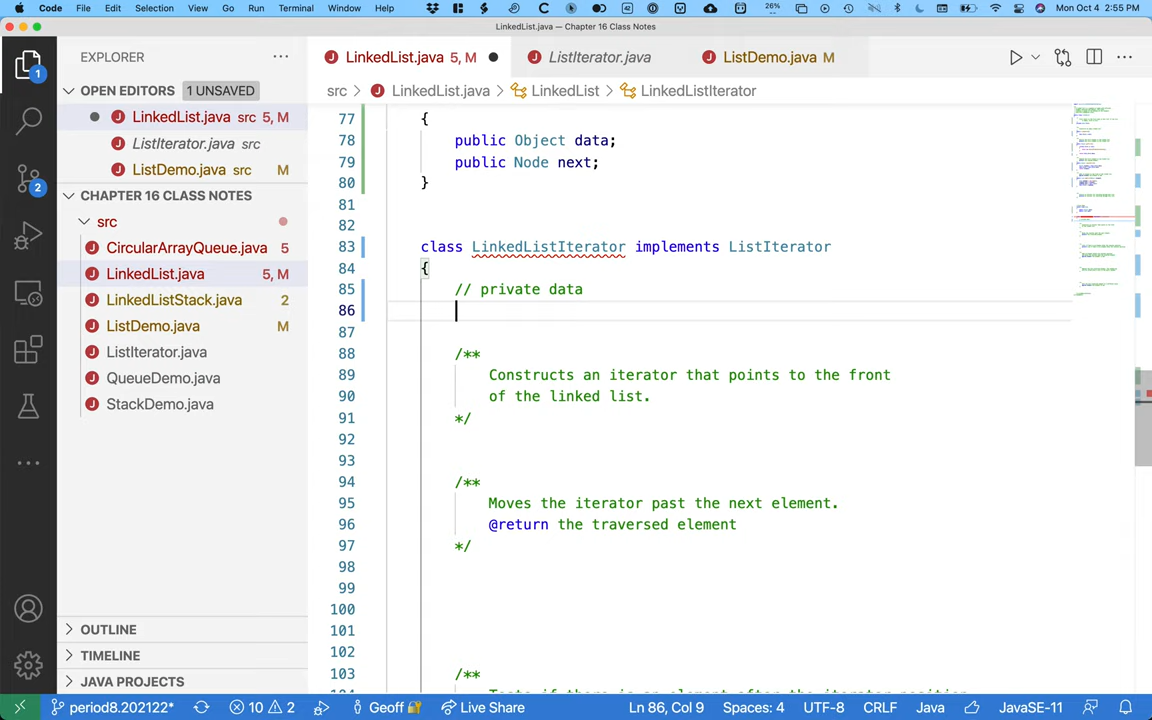 Code File Edit Selection View Go Run Terminal Window Help 26% Mon Oct 4 2:55 PM
LinkedList.java — Chapter 16 Class Notes
EXPLORER
LinkedList.java 5, M
ListIterator.java
ListDemo.java M
OPEN EDITORS 1 UNSAVED
src > LinkedList.java > LinkedList > LinkedListIterator
LinkedList.java src 5, M
ListIterator.java src
ListDemo.java src M
CHAPTER 16 CLASS NOTES
src
CircularArrayQueue.java 5
LinkedList.java 5, M
LinkedListStack.java 2
ListDemo.java M
ListIterator.java
QueueDemo.java
StackDemo.java
OUTLINE
TIMELINE
JAVA PROJECTS
77 {
78 public Object data;
79 public Node next;
80 }
81
82
83 class LinkedListIterator implements ListIterator
84 {
85 // private data
86
87
88 /**
89 Constructs an iterator that points to the front
90 of the linked list.
91 */
92
93
94 /**
95 Moves the iterator past the next element.
96 @return the traversed element
97 */
98
99
100
101
102
103 /**
period8.202122* 10 2 Geoff Live Share Ln 86, Col 9 Spaces: 4 UTF-8 CRLF Java JavaSE-11